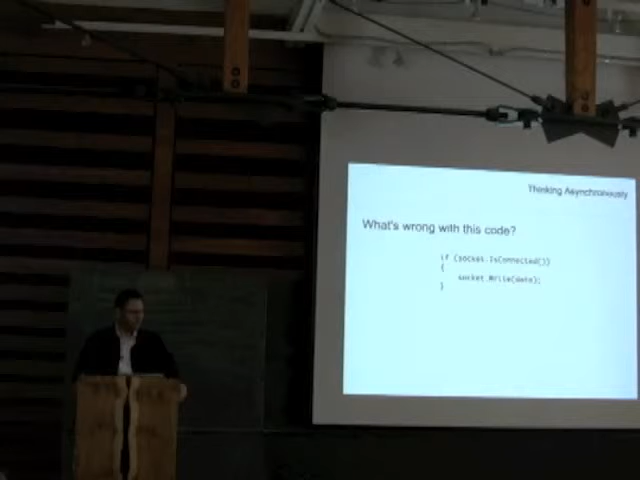 Thinking Asynchronously
What's wrong with this code?
if (socket.IsConnected())
{
socket.Write(data);
}